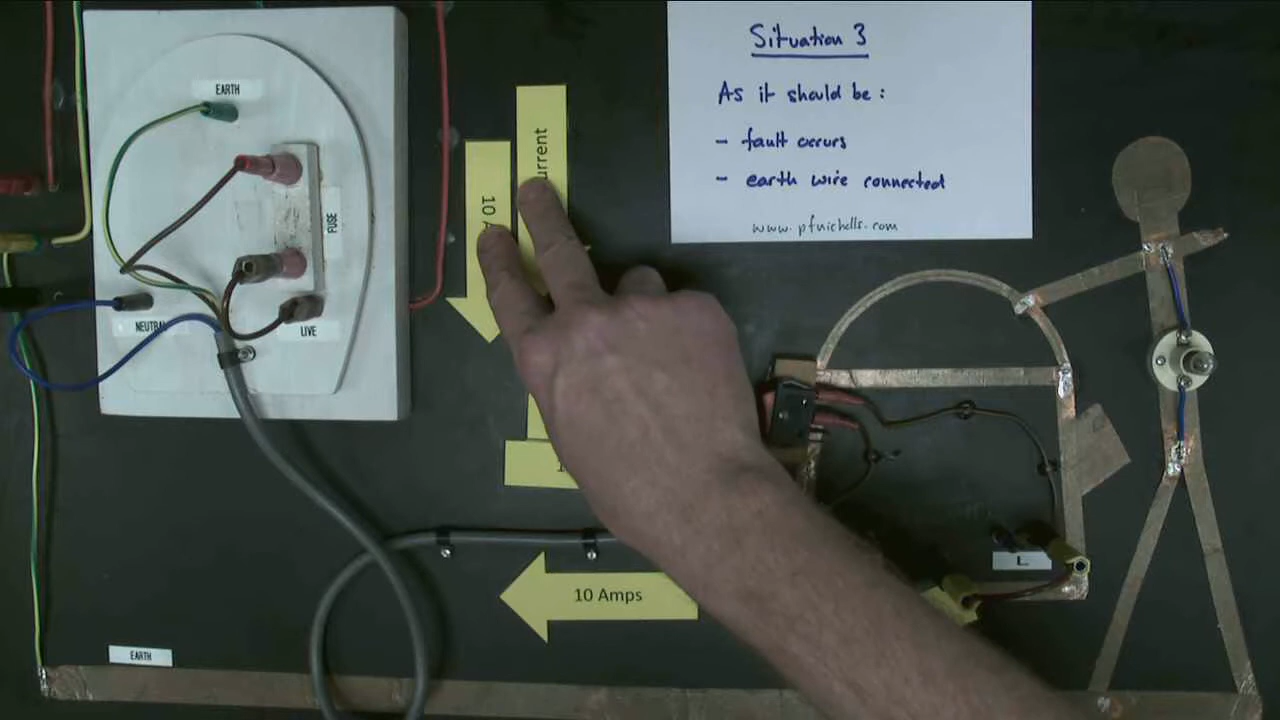 Situation 3
As it should be:
- fault occurs
- earth wire connected
www.pfnicholls.com
EARTH
FUSE
NEUTRAL
LIVE
10 A
urrent
1
10 Amps
L
EARTH